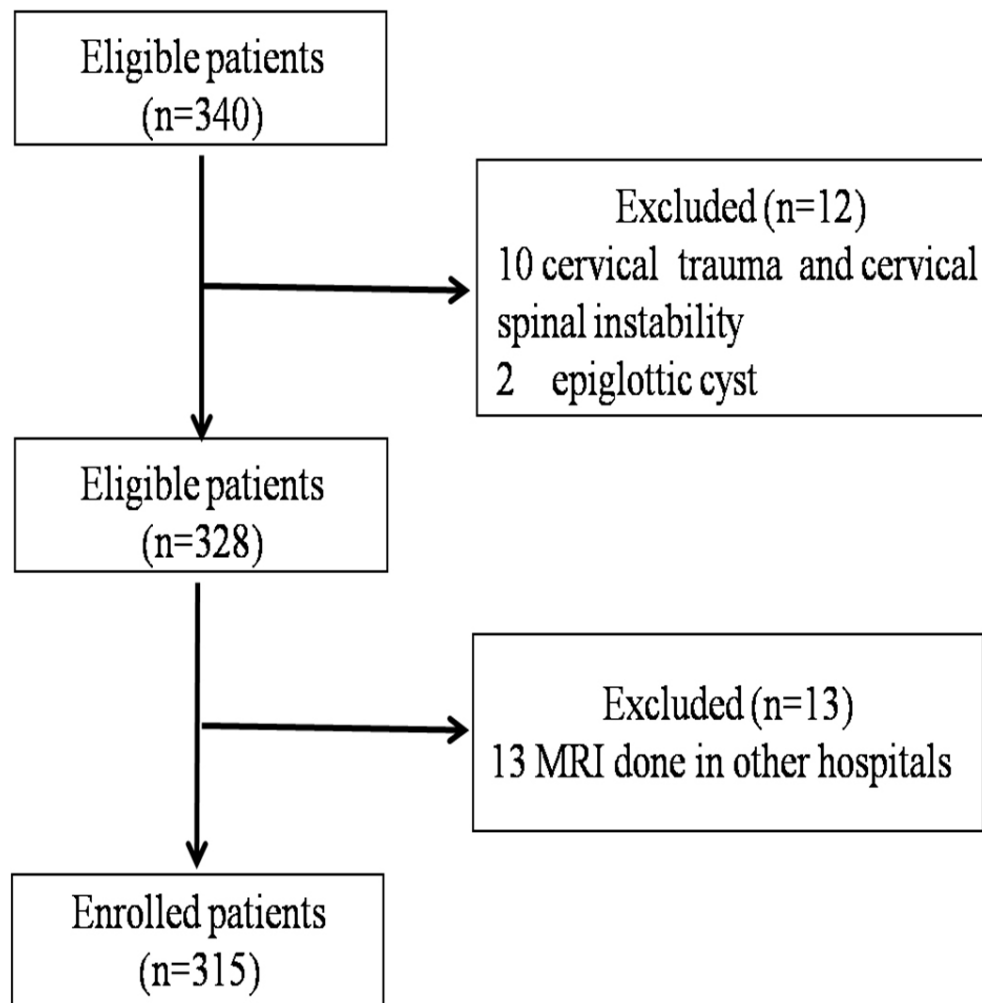 Eligible patients
(n=340)
Excluded (n=12)
10 cervical trauma and cervical
spinal instability
2 epiglottic cyst
Eligible patients
(n=328)
Excluded (n=13)
13 MRI done in other hospitals
Enrolled patients
(n=315)